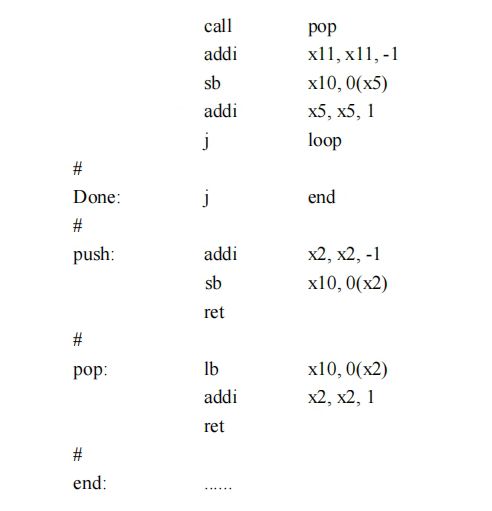 call pop
addi x11, x11, -1
sb x10, 0(x5)
addi x5, x5, 1
j loop
#
Done: j end
#
push: addi x2, x2, -1
sb x10, 0(x2)
ret
#
pop: lb x10, 0(x2)
addi x2, x2, 1
ret
#
end: ......